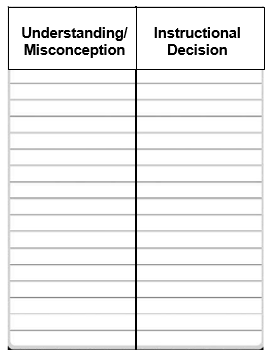 Understanding/
Misconception
Instructional
Decision